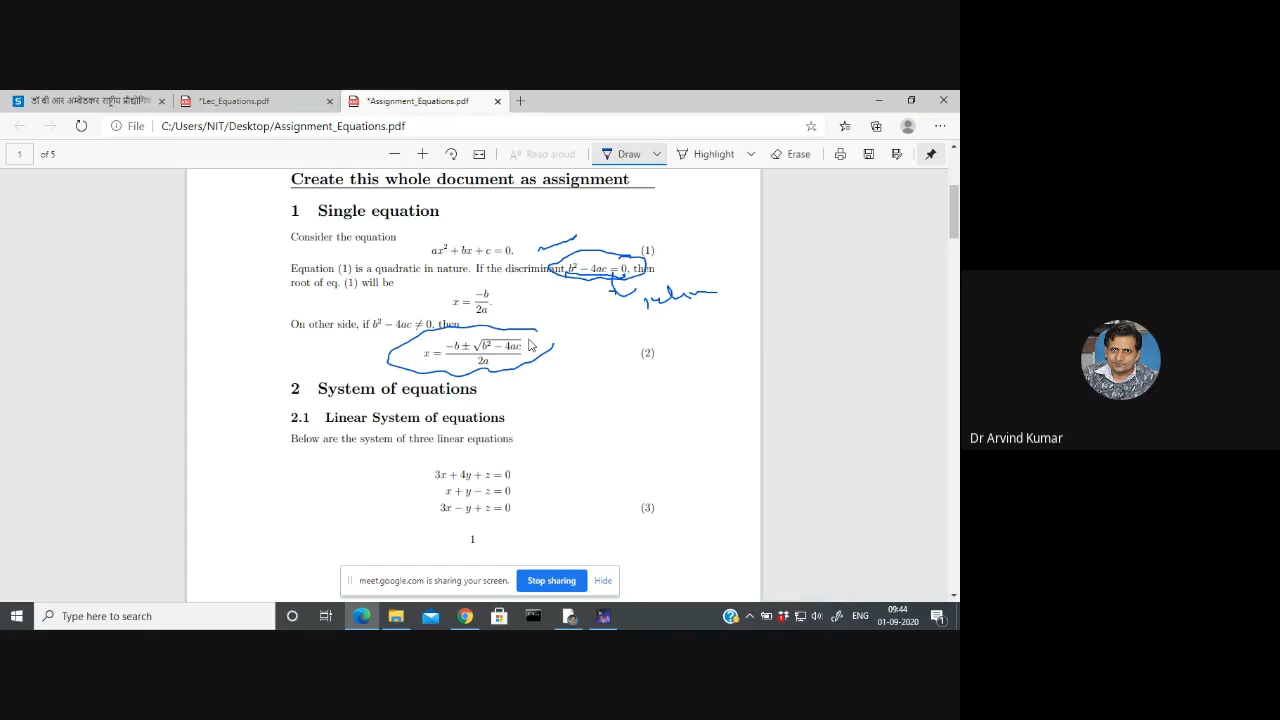 डॉ बी आर अम्बेडकर राष्ट्रीय प्रौद्योगिक
*Lec_Equations.pdf
*Assignment_Equations.pdf
File C:/Users/NIT/Desktop/Assignment_Equations.pdf
1 of 5 Read aloud Draw Highlight Erase
Create this whole document as assignment
1 Single equation
Consider the equation
ax² + bx + c = 0. (1)
Equation (1) is a quadratic in nature. If the discriminant b² − 4ac = 0, then
root of eq. (1) will be
x = −b/2a.
On other side, if b² − 4ac ≠ 0, then
x = −b ± √b² − 4ac/2a (2)
2 System of equations
2.1 Linear System of equations
Below are the system of three linear equations
3x + 4y + z = 0
x + y − z = 0
3x − y + z = 0 (3)
1
meet.google.com is sharing your screen. Stop sharing Hide
Type here to search
ENG
09:44
01-09-2020
1
Dr Arvind Kumar